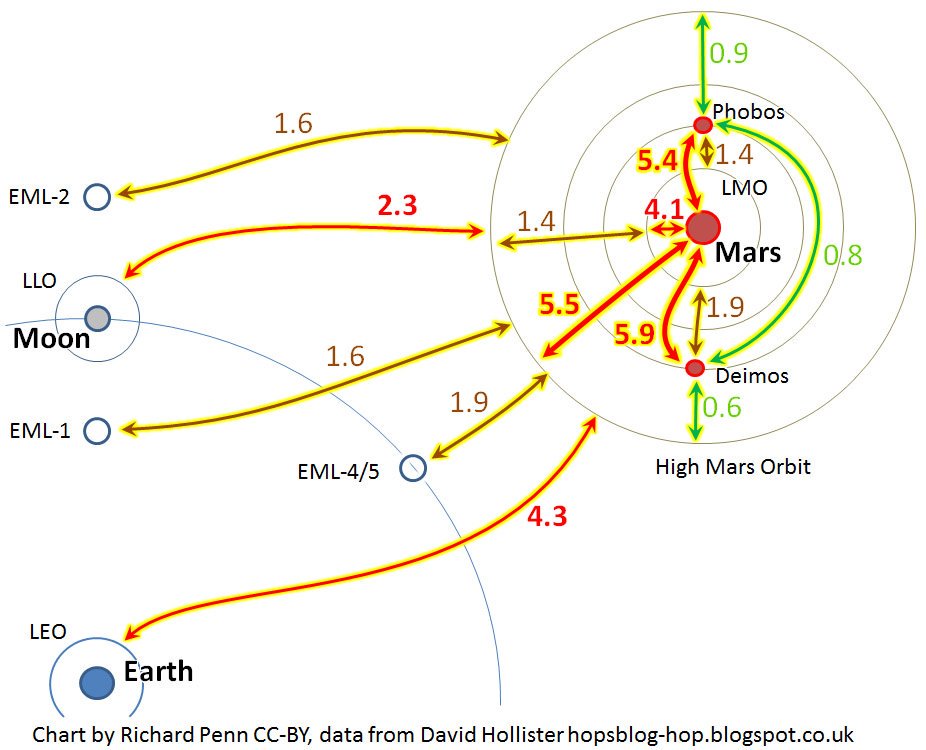 0.9
Phobos
1.6
5.4
1.4
EML-2
LMO
2.3
4.1
1.4
Mars
LLO
0.8
Moon
5.5
1.9
5.9
1.6
Deimos
1.9
0.6
EML-1
High Mars Orbit
EML-4/5
4.3
LEO
Earth
Chart by Richard Penn CC-BY, data from David Hollister hopsblog-hop.blogspot.co.uk